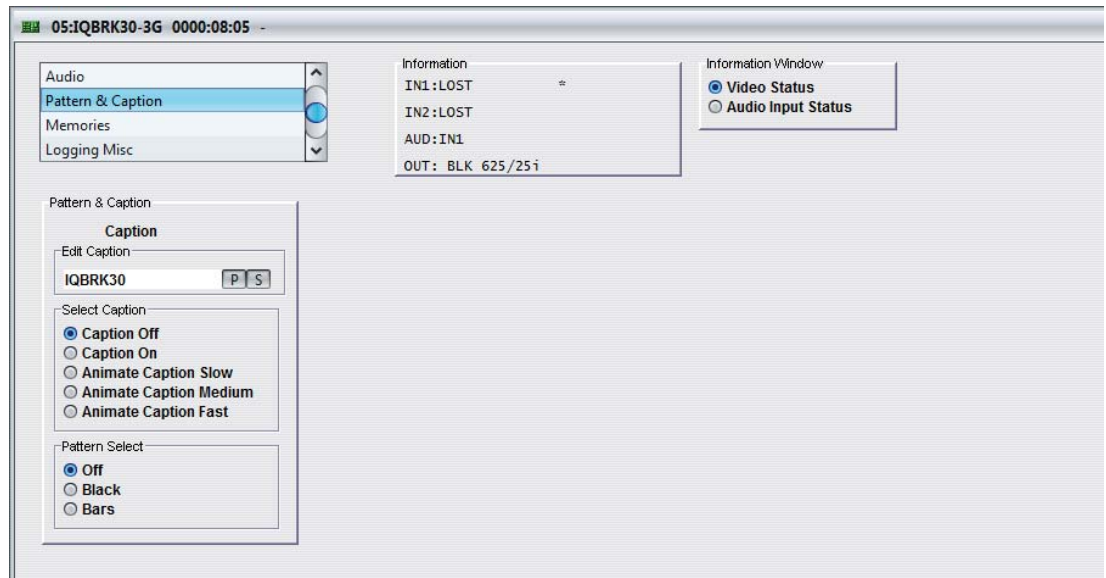 05:IQBRK30-3G 0000:08:05 -
Audio
Pattern & Caption
Memories
Logging Misc
Information
IN1:LOST *
IN2:LOST
AUD:IN1
OUT: BLK 625/25i
Information Window
Video Status
Audio Input Status
Pattern & Caption
Caption
Edit Caption
IQBRK30 P S
Select Caption
Caption Off
Caption On
Animate Caption Slow
Animate Caption Medium
Animate Caption Fast
Pattern Select
Off
Black
Bars